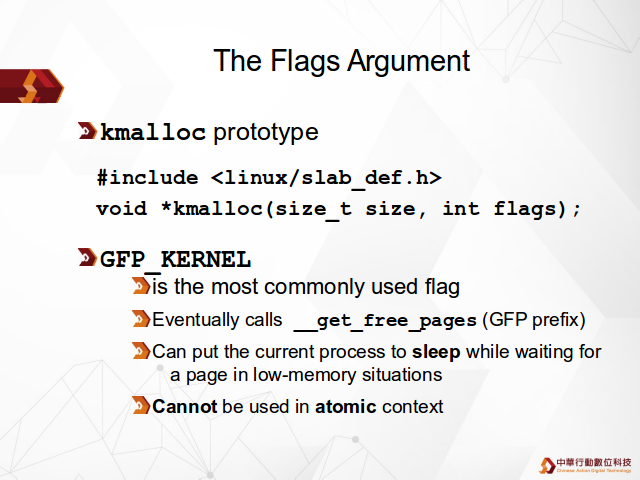 The Flags Argument
kmalloc prototype
#include <linux/slab_def.h>
void *kmalloc(size_t size, int flags);
GFP_KERNEL
is the most commonly used flag
Eventually calls __get_free_pages (GFP prefix)
Can put the current process to sleep while waiting for
a page in low-memory situations
Cannot be used in atomic context
中華行動數位科技
Chinese Action Digital Technology